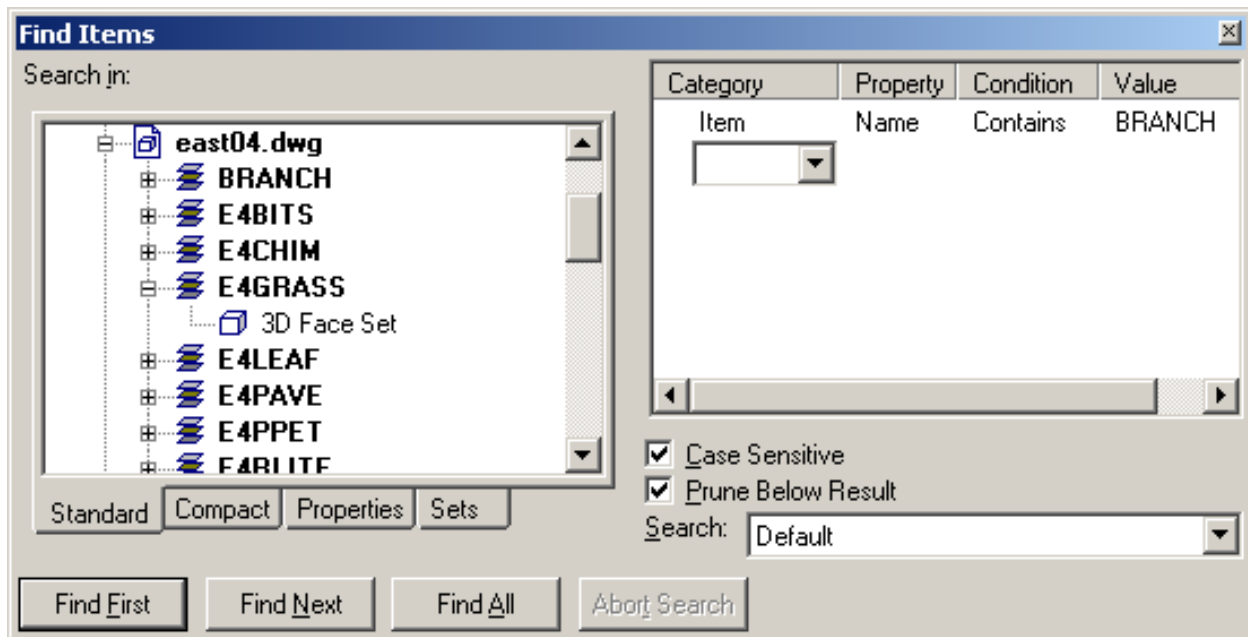 Find Items
Search in:
east04.dwg
BRANCH
E4BITS
E4CHIM
E4GRASS
3D Face Set
E4LEAF
E4PAVE
E4PPET
Standard Compact Properties Sets
Category Property Condition Value
Item Name Contains BRANCH
Case Sensitive
Prune Below Result
Search: Default
Find First Find Next Find All Abort Search